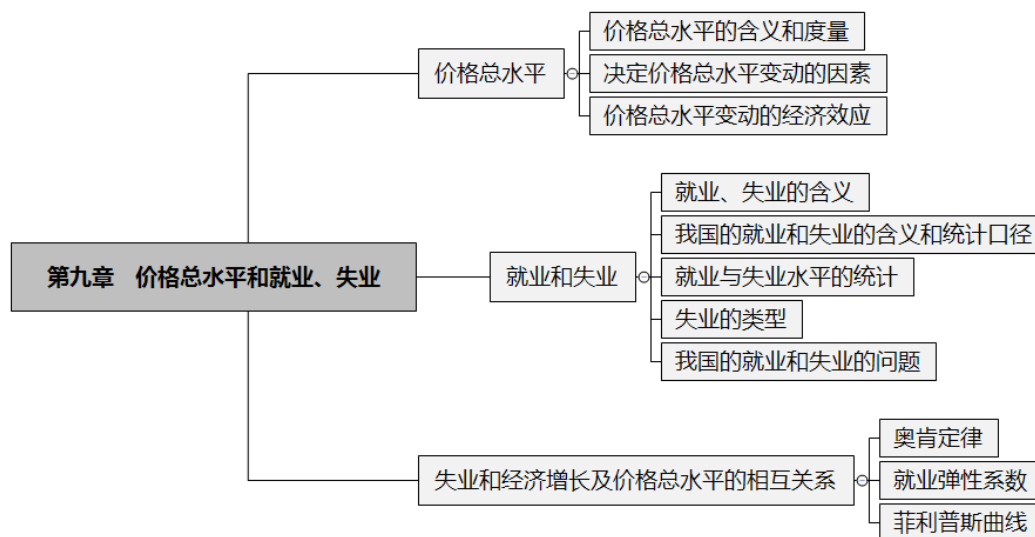 第九章　价格总水平和就业、失业
价格总水平
价格总水平的含义和度量
决定价格总水平变动的因素
价格总水平变动的经济效应
就业和失业
就业、失业的含义
我国的就业和失业的含义和统计口径
就业与失业水平的统计
失业的类型
我国的就业和失业的问题
失业和经济增长及价格总水平的相互关系
奥肯定律
就业弹性系数
菲利普斯曲线